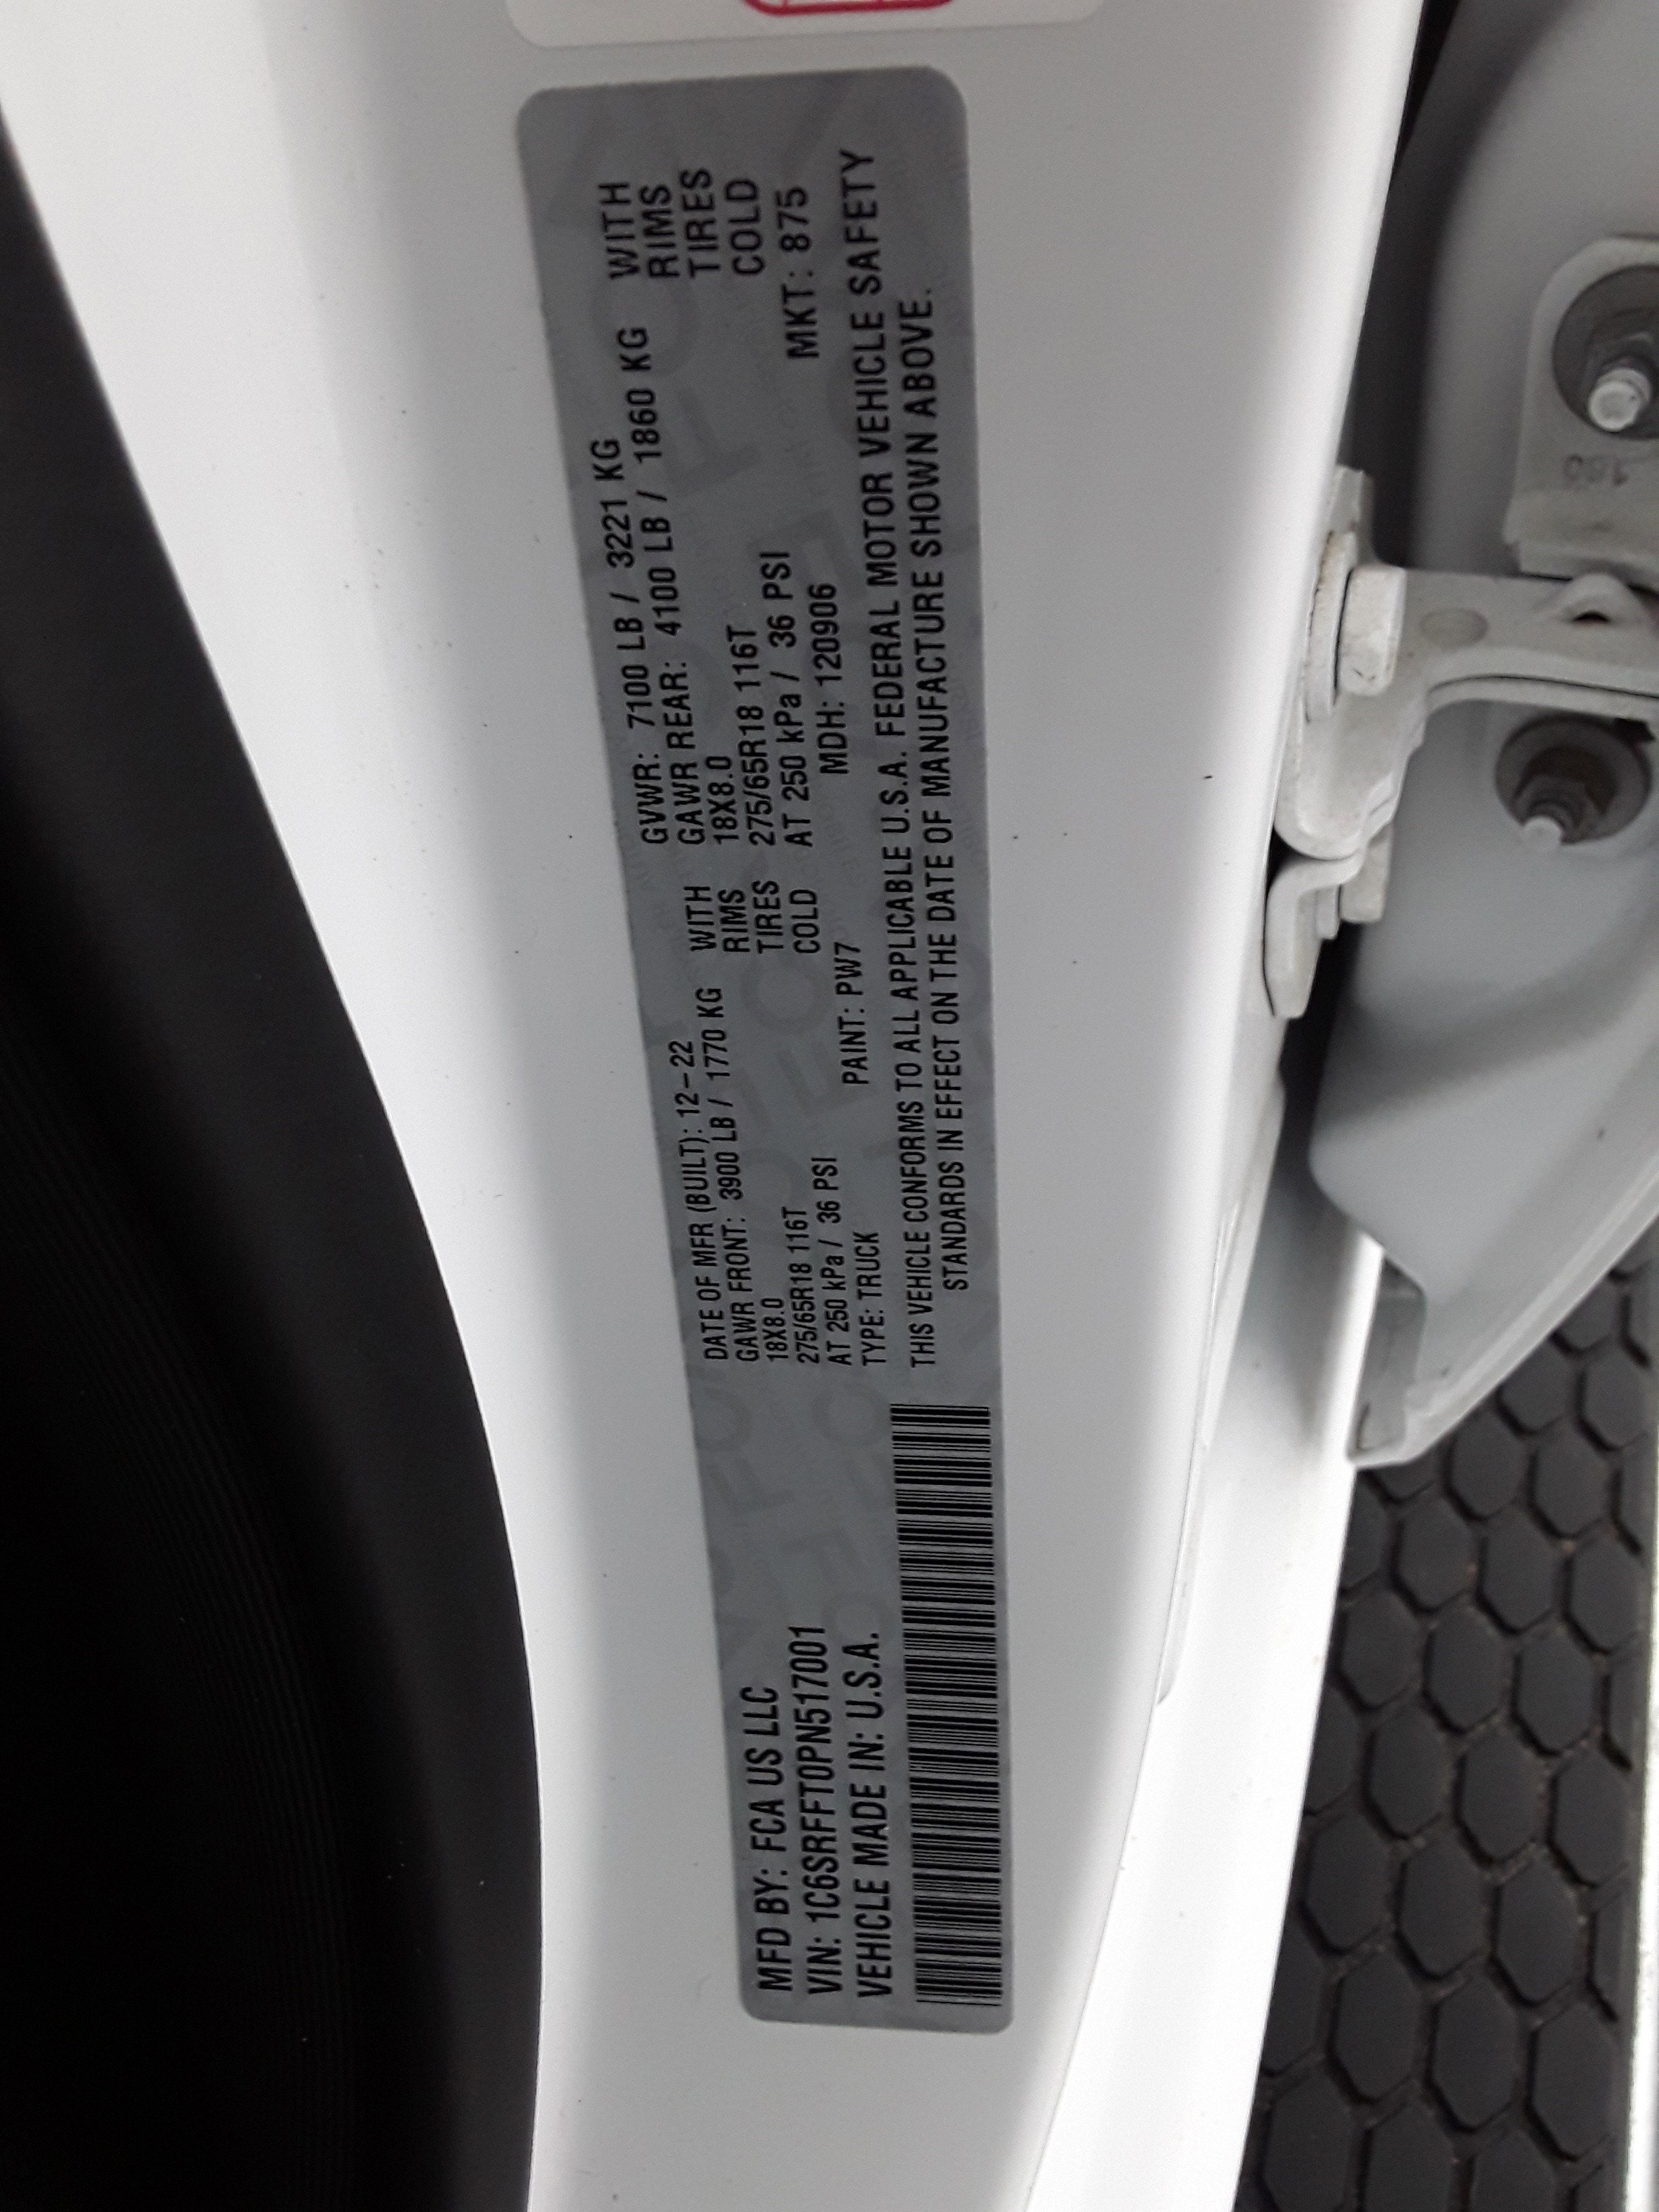 MFD BY: FCA US LLC
VIN: 1C6SRFFT0PN517001
VEHICLE MADE IN: U.S.A.
DATE OF MFR (BUILT): 12-22 GVWR: 7100 LB / 3221 KG
GAWR FRONT: 3900 LB / 1770 KG WITH GAWR REAR: 4100 LB / 1860 KG WITH
18X8.0 RIMS 18X8.0 RIMS
275/65R18 116T TIRES 275/65R18 116T TIRES
AT 250 kPa / 36 PSI COLD AT 250 kPa / 36 PSI COLD
TYPE: TRUCK PAINT: PW7 MDH: 120906 MKT: 875
THIS VEHICLE CONFORMS TO ALL APPLICABLE U.S.A. FEDERAL MOTOR VEHICLE SAFETY
STANDARDS IN EFFECT ON THE DATE OF MANUFACTURE SHOWN ABOVE.